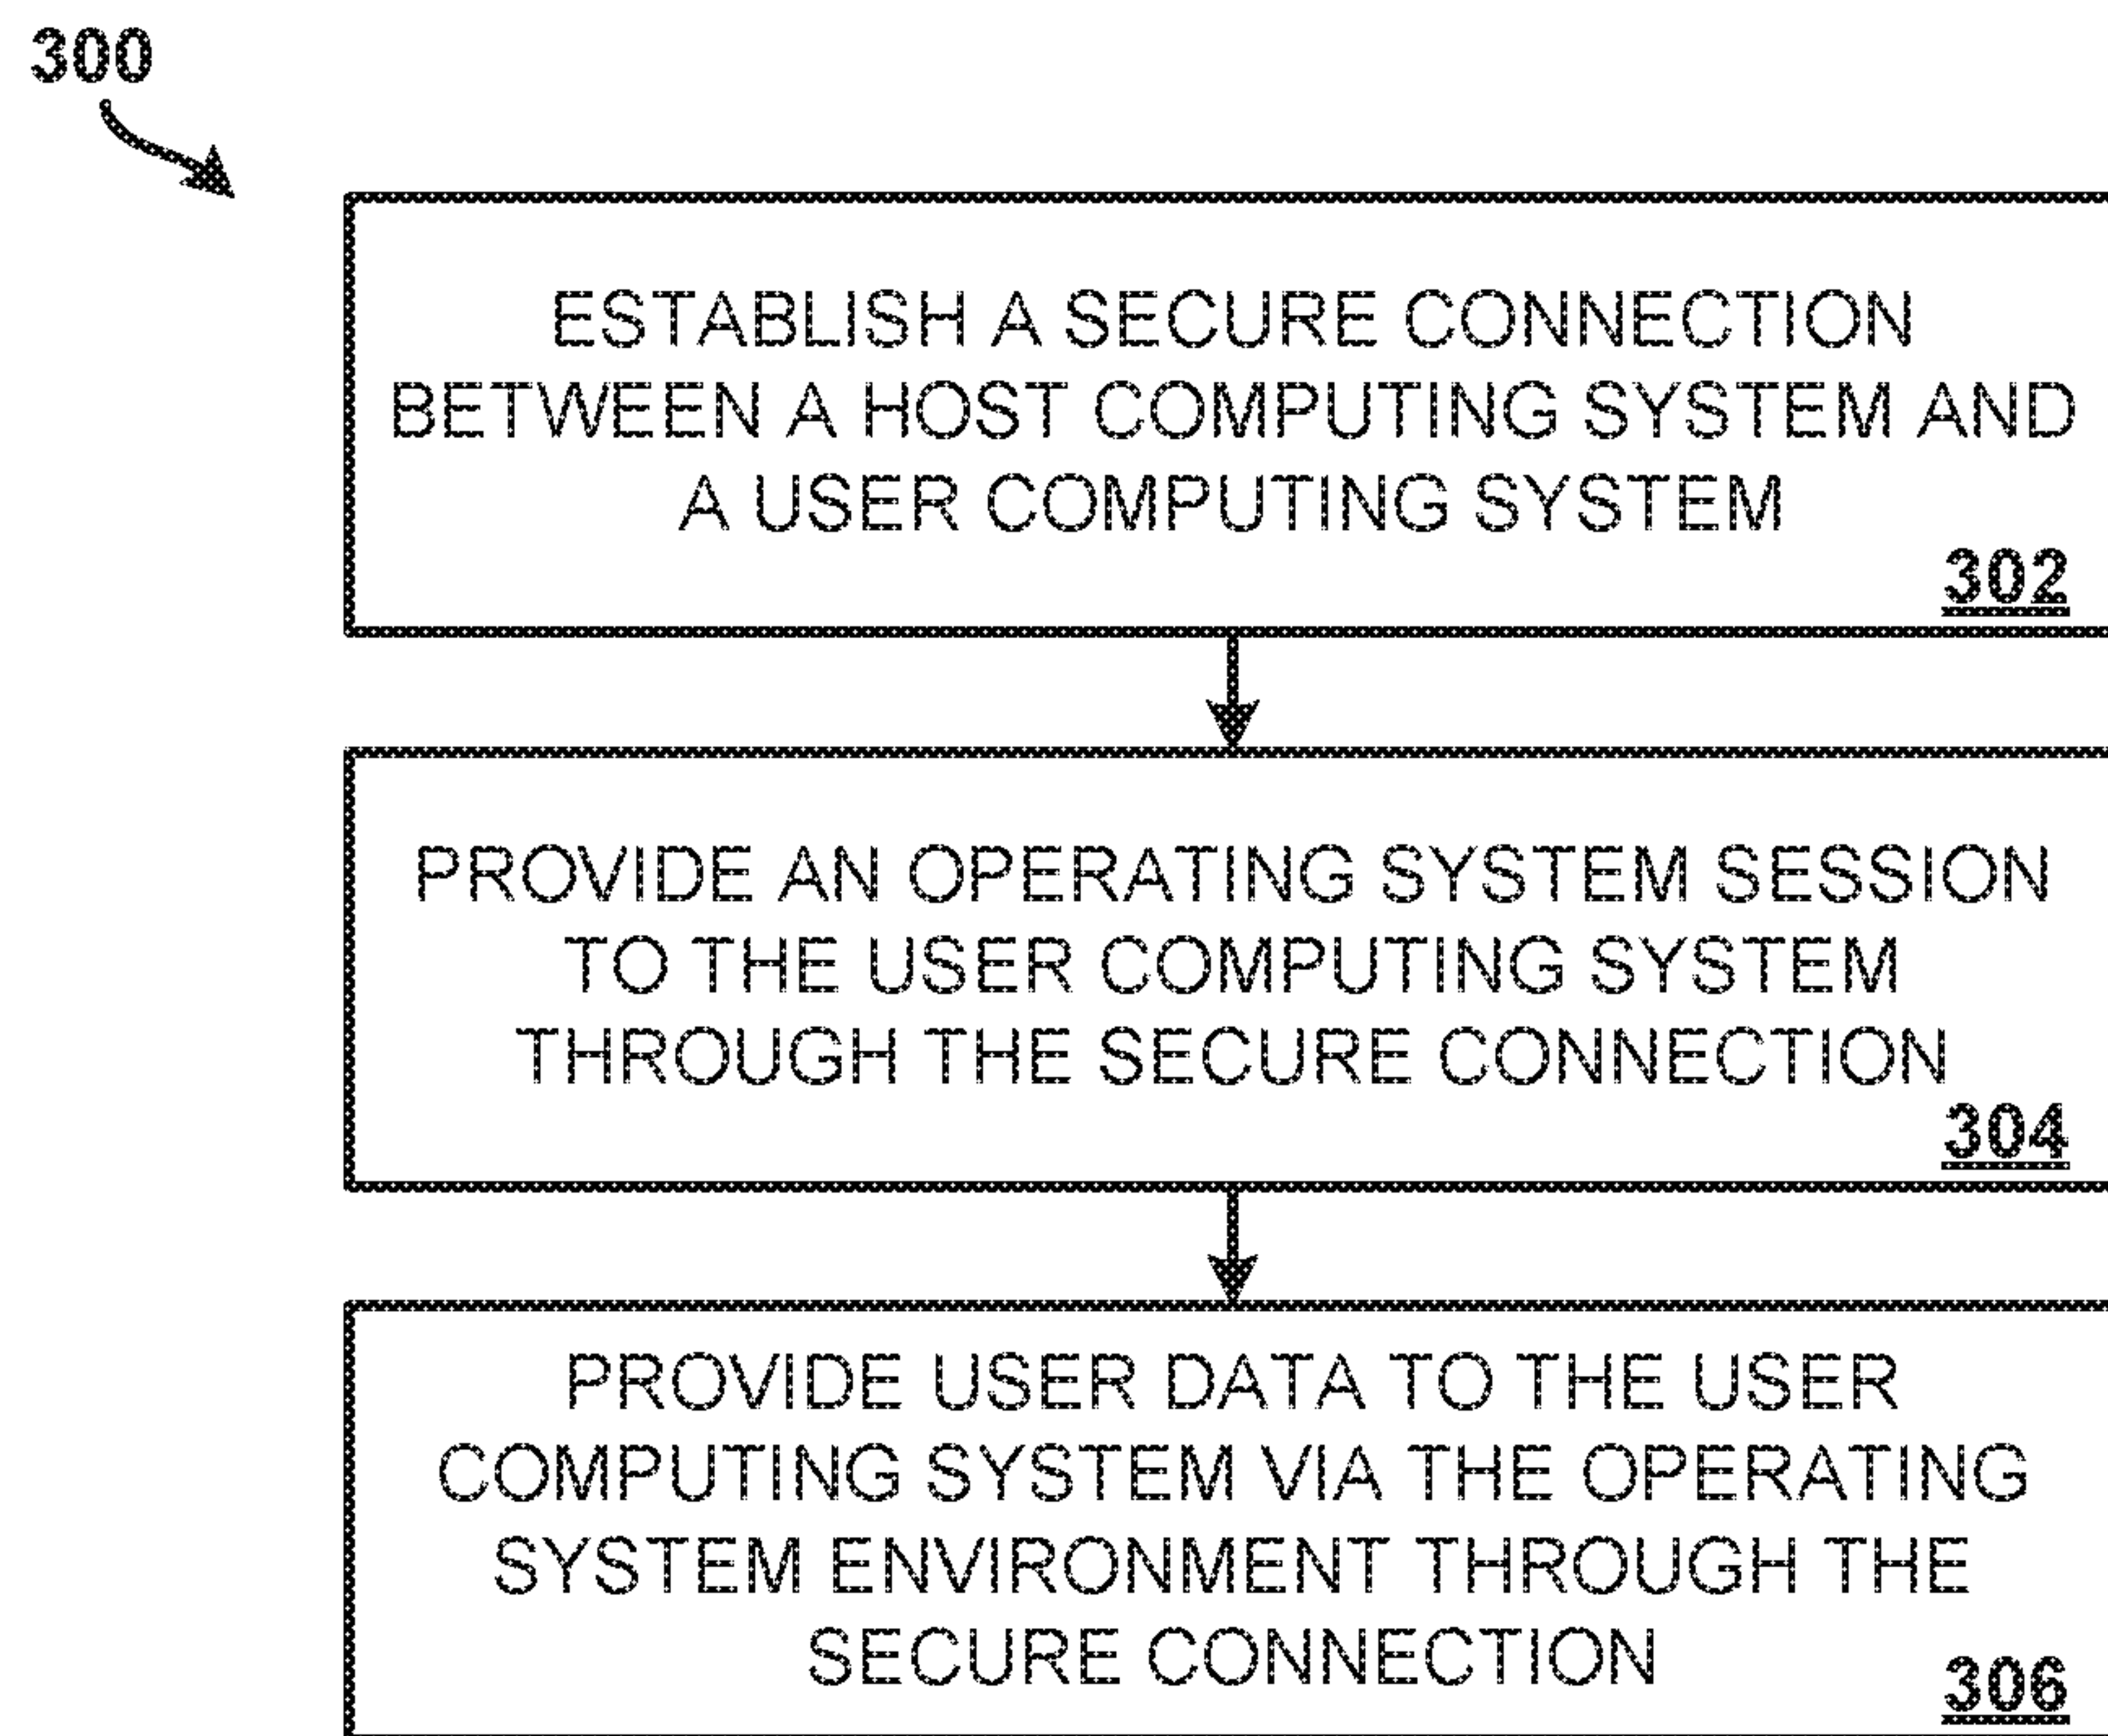 300
ESTABLISH A SECURE CONNECTION
BETWEEN A HOST COMPUTING SYSTEM AND
A USER COMPUTING SYSTEM
302
PROVIDE AN OPERATING SYSTEM SESSION
TO THE USER COMPUTING SYSTEM
THROUGH THE SECURE CONNECTION
304
PROVIDE USER DATA TO THE USER
COMPUTING SYSTEM VIA THE OPERATING
SYSTEM ENVIRONMENT THROUGH THE
SECURE CONNECTION
306